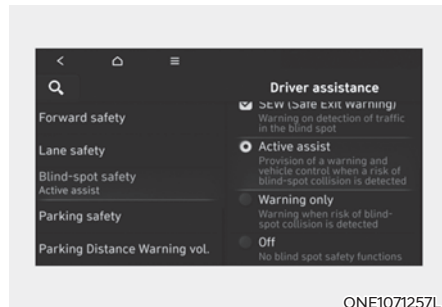 Driver assistance
Forward safety
Lane safety
Blind-spot safety
Active assist
Parking safety
Parking Distance Warning vol.
SEW (Safe Exit Warning)
Warning on detection of traffic
in the blind spot
Active assist
Provision of a warning and
vehicle control when a risk of
blind-spot collision is detected
Warning only
Warning when risk of blind-
spot collision is detected
Off
No blind spot safety functions
ONE1071257L